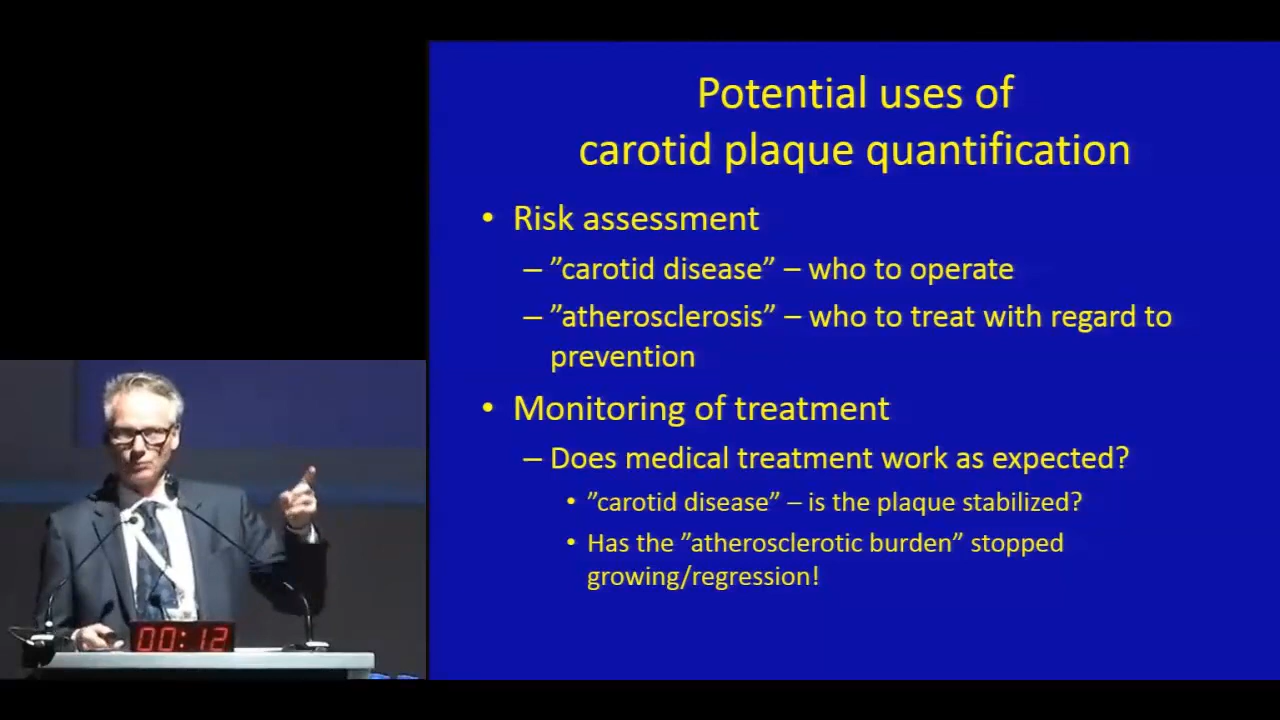 Potential uses of
carotid plaque quantification
• Risk assessment
– ”carotid disease” – who to operate
– ”atherosclerosis” – who to treat with regard to
prevention
• Monitoring of treatment
– Does medical treatment work as expected?
• ”carotid disease” – is the plaque stabilized?
• Has the ”atherosclerotic burden” stopped
growing/regression!
00:12